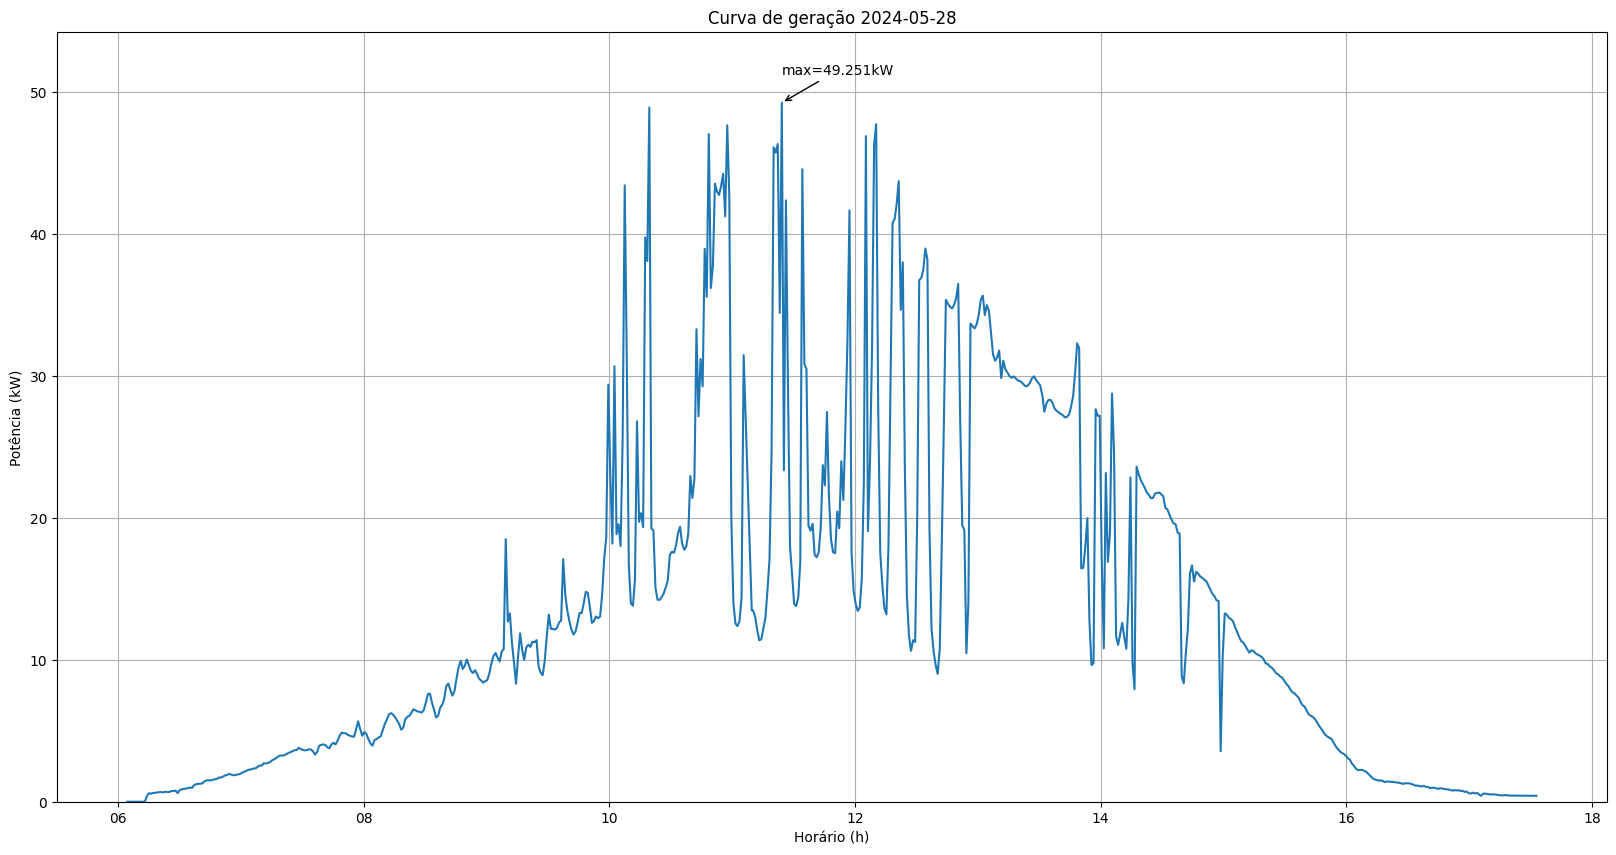 Curva de geração 2024-05-28
max=49.251kW
50
40
30
20
10
0
Potência (kW)
06 08 10 12 14 16 18
Horário (h)